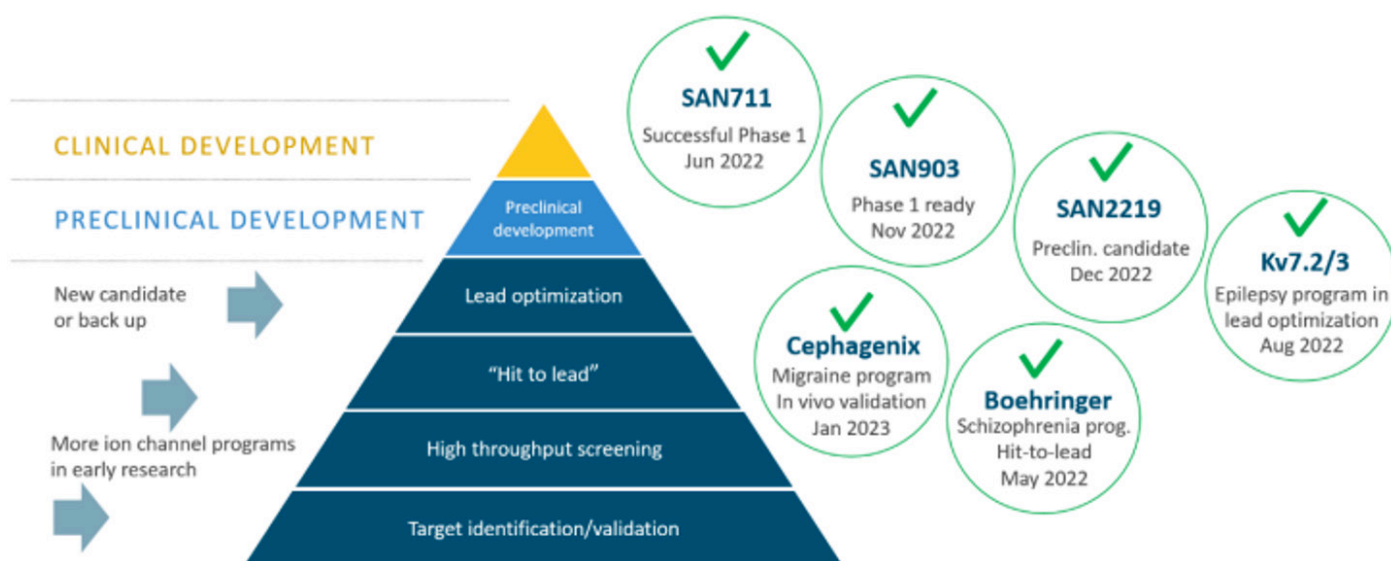 CLINICAL DEVELOPMENT
PRECLINICAL DEVELOPMENT
New candidate
or back up
More ion channel programs
in early research
Preclinical
development
Lead optimization
“Hit to lead”
High throughput screening
Target identification/validation
SAN711
Successful Phase 1
Jun 2022
SAN903
Phase 1 ready
Nov 2022
SAN2219
Preclin. candidate
Dec 2022
Kv7.2/3
Epilepsy program in
lead optimization
Aug 2022
Cephagenix
Migraine program
In vivo validation
Jan 2023
Boehringer
Schizophrenia prog.
Hit-to-lead
May 2022